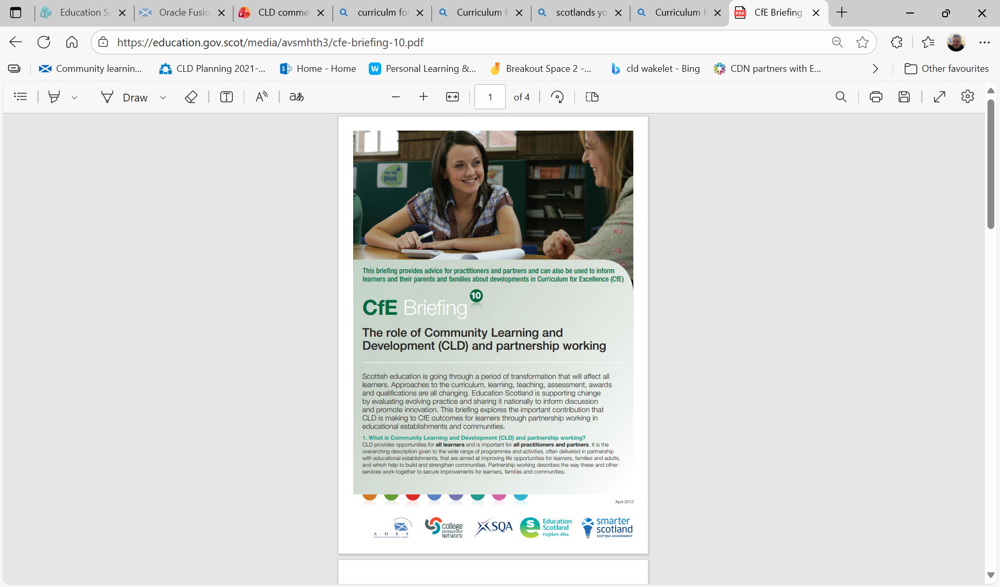 Education Sc
Oracle Fusio
CLD comme
curriculm fo
Curriculum f
scotlands yo
Curriculum f
CfE Briefing
https://education.gov.scot/media/avsmhth3/cfe-briefing-10.pdf
Community learnin...
CLD Planning 2021-...
Home - Home
Personal Learning &...
Breakout Space 2 -...
cld wakelet - Bing
CDN partners with E...
Other favourites
Draw
1 of 4
the big
plus
This briefing provides advice for practitioners and partners and can also be used to inform
learners and their parents and families about developments in Curriculum for Excellence (CfE)
CfE Briefing 10
The role of Community Learning and
Development (CLD) and partnership working
Scottish education is going through a period of transformation that will affect all
learners. Approaches to the curriculum, learning, teaching, assessment, awards
and qualifications are all changing. Education Scotland is supporting change
by evaluating evolving practice and sharing it nationally to inform discussion
and promote innovation. This briefing explores the important contribution that
CLD is making to CfE outcomes for learners through partnership working in
educational establishments and communities.
1. What is Community Learning and Development (CLD) and partnership working?
CLD provides opportunities for all learners and is important for all practitioners and partners. It is the
overarching description given to the wide range of programmes and activities, often delivered in partnership
with educational establishments, that are aimed at improving life opportunities for learners, families and adults,
and which help to build and strengthen communities. Partnership working describes the way these and other
services work together to secure improvements for learners, families and communities.
April 2013
A · D · E · S
College
Development
Network
SQA
Education
Scotland
Foghlam Alba
smarter
scotland
SCOTTISH GOVERNMENT